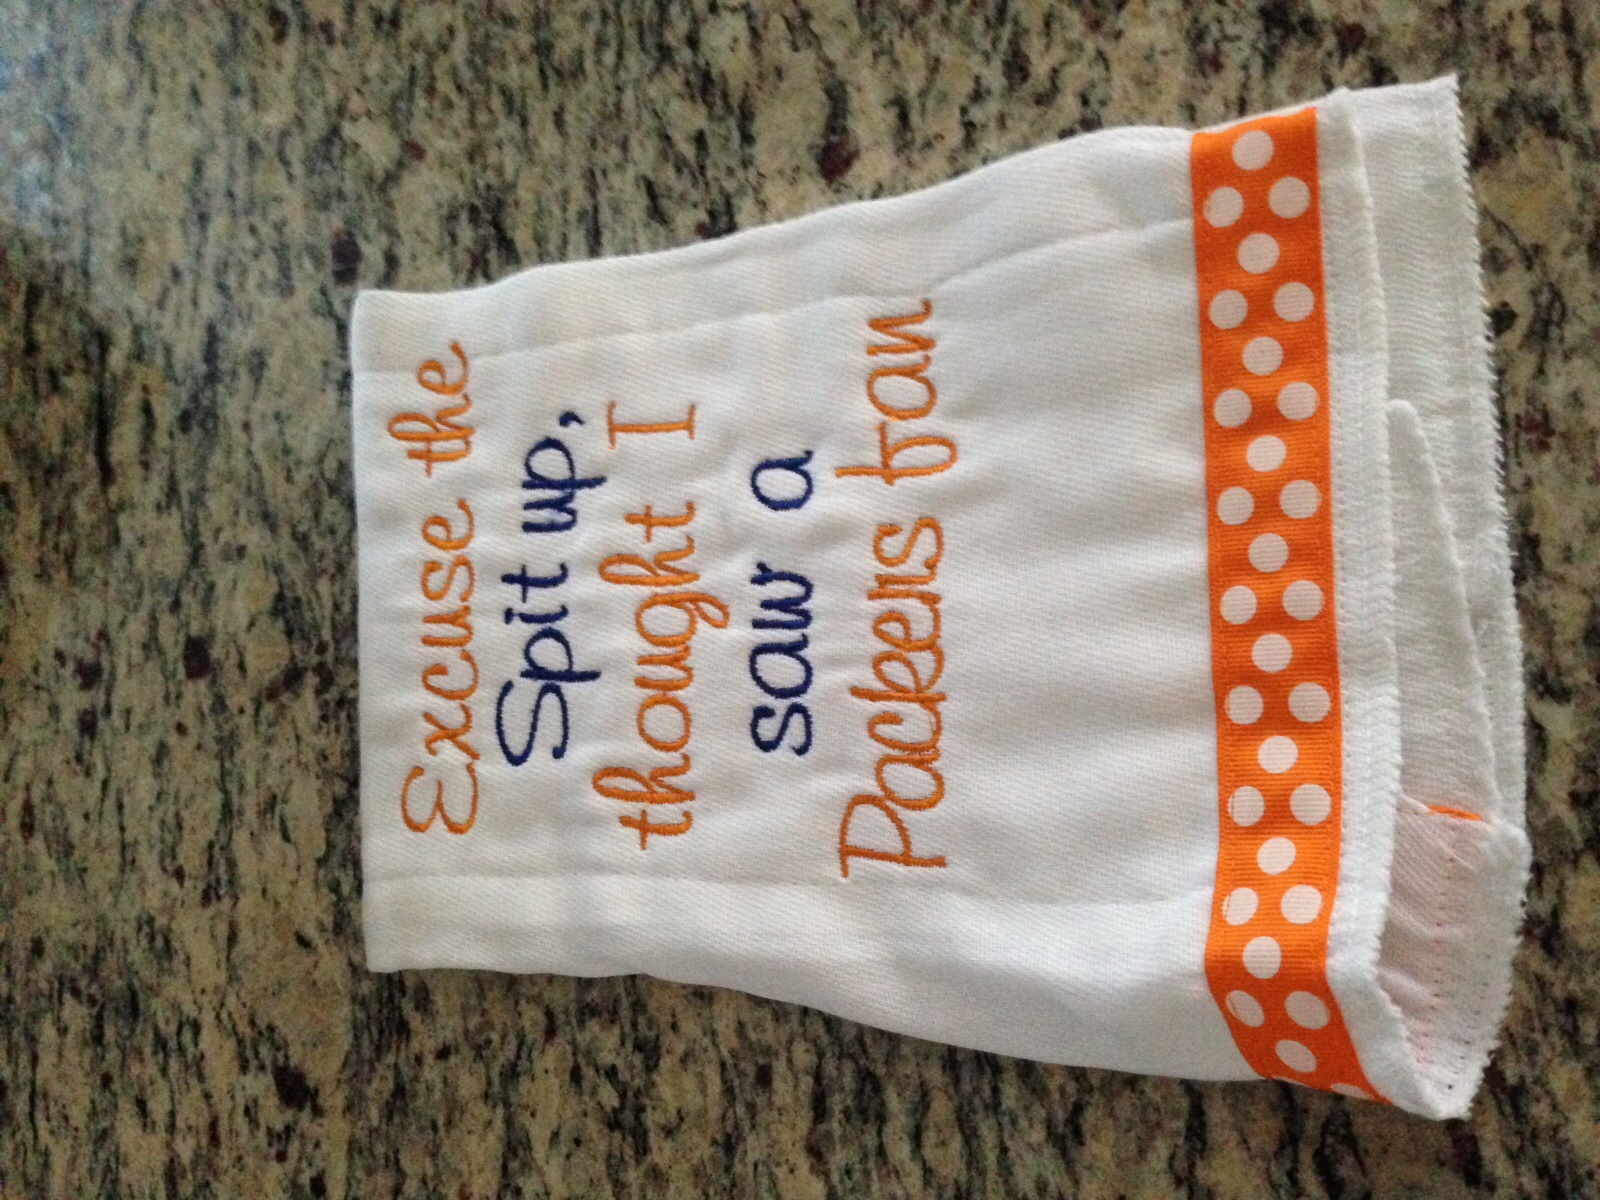 Excuse the
Spit up,
thought I
saw a
Packers fan